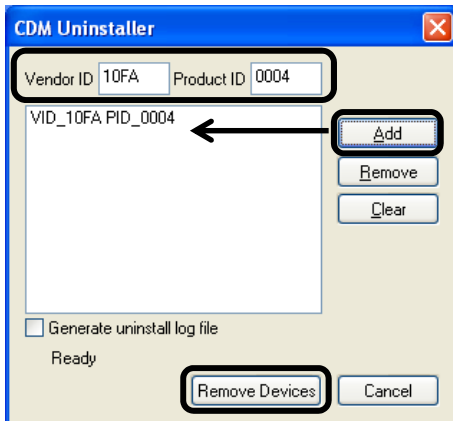 CDM Uninstaller
Vendor ID 10FA Product ID 0004
VID_10FA PID_0004
Add
Remove
Clear
Generate uninstall log file
Ready
Remove Devices Cancel